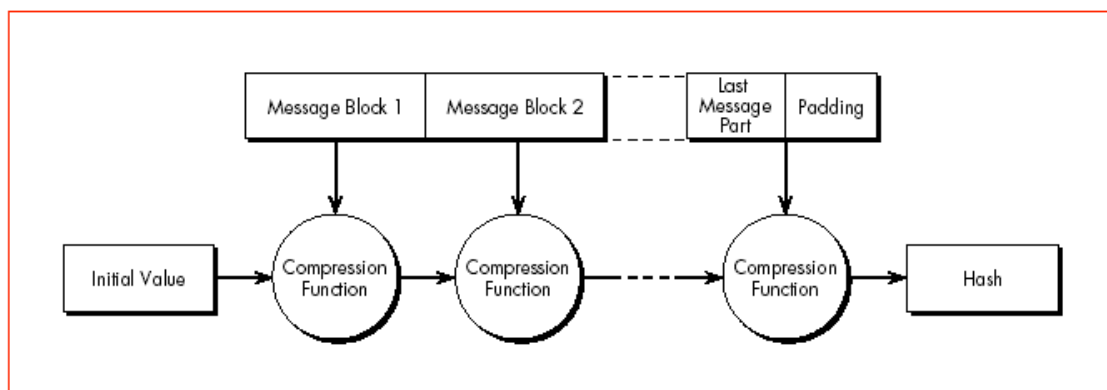 Message Block 1
Message Block 2
Last
Message
Part
Padding
Initial Value
Compression
Function
Compression
Function
Compression
Function
Hash